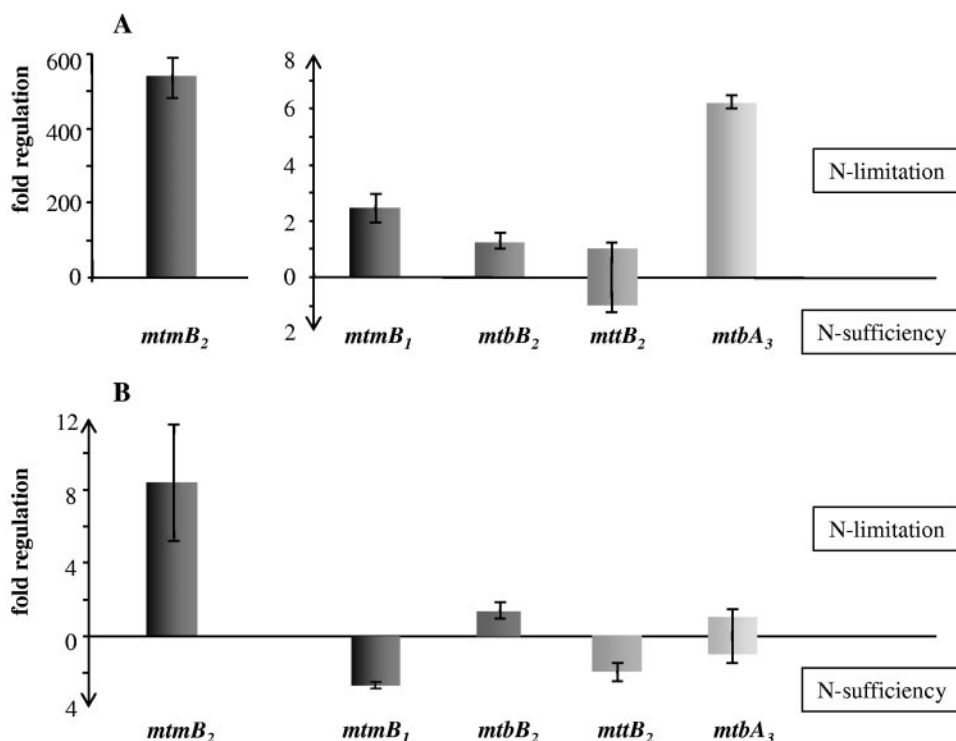 A
fold regulation
600
400
200
0
8
6
4
2
0
2
N-limitation
N-sufficiency
mtmB₂ mtmB₁ mtbB₂ mttB₂ mtbA₃
B
fold regulation
12
8
4
0
4
N-limitation
N-sufficiency
mtmB₂ mtmB₁ mtbB₂ mttB₂ mtbA₃